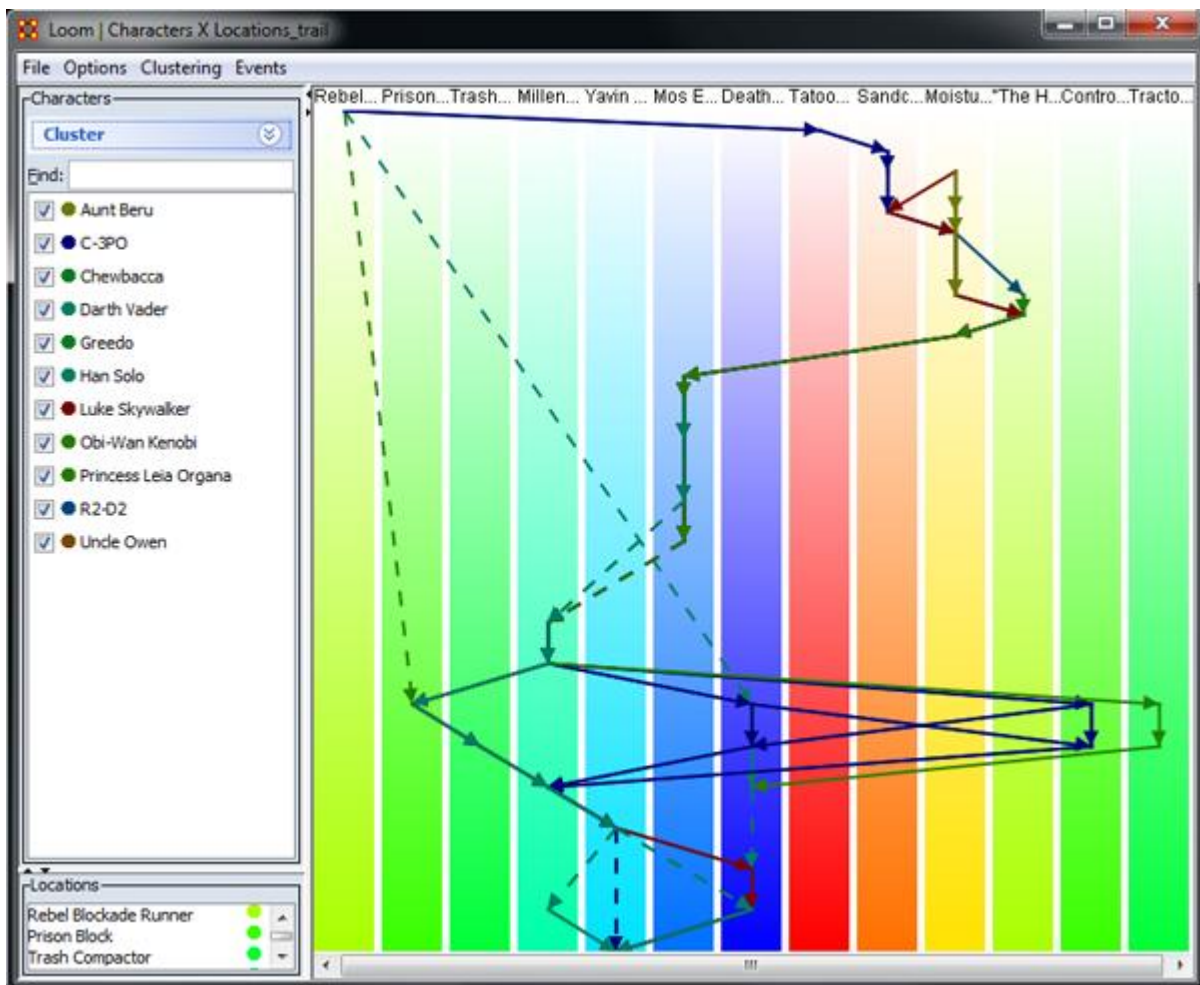 Loom | Characters X Locations_trail
File Options Clustering Events
Characters
Cluster
Find:
Aunt Beru
C-3PO
Chewbacca
Darth Vader
Greedo
Han Solo
Luke Skywalker
Obi-Wan Kenobi
Princess Leia Organa
R2-D2
Uncle Owen
Locations
Rebel Blockade Runner
Prison Block
Trash Compactor
Rebel... Prison... Trash... Millen... Yavin ... Mos E... Death... Tatoo... Sandc... Moistu... "The H... Contro... Tracto...